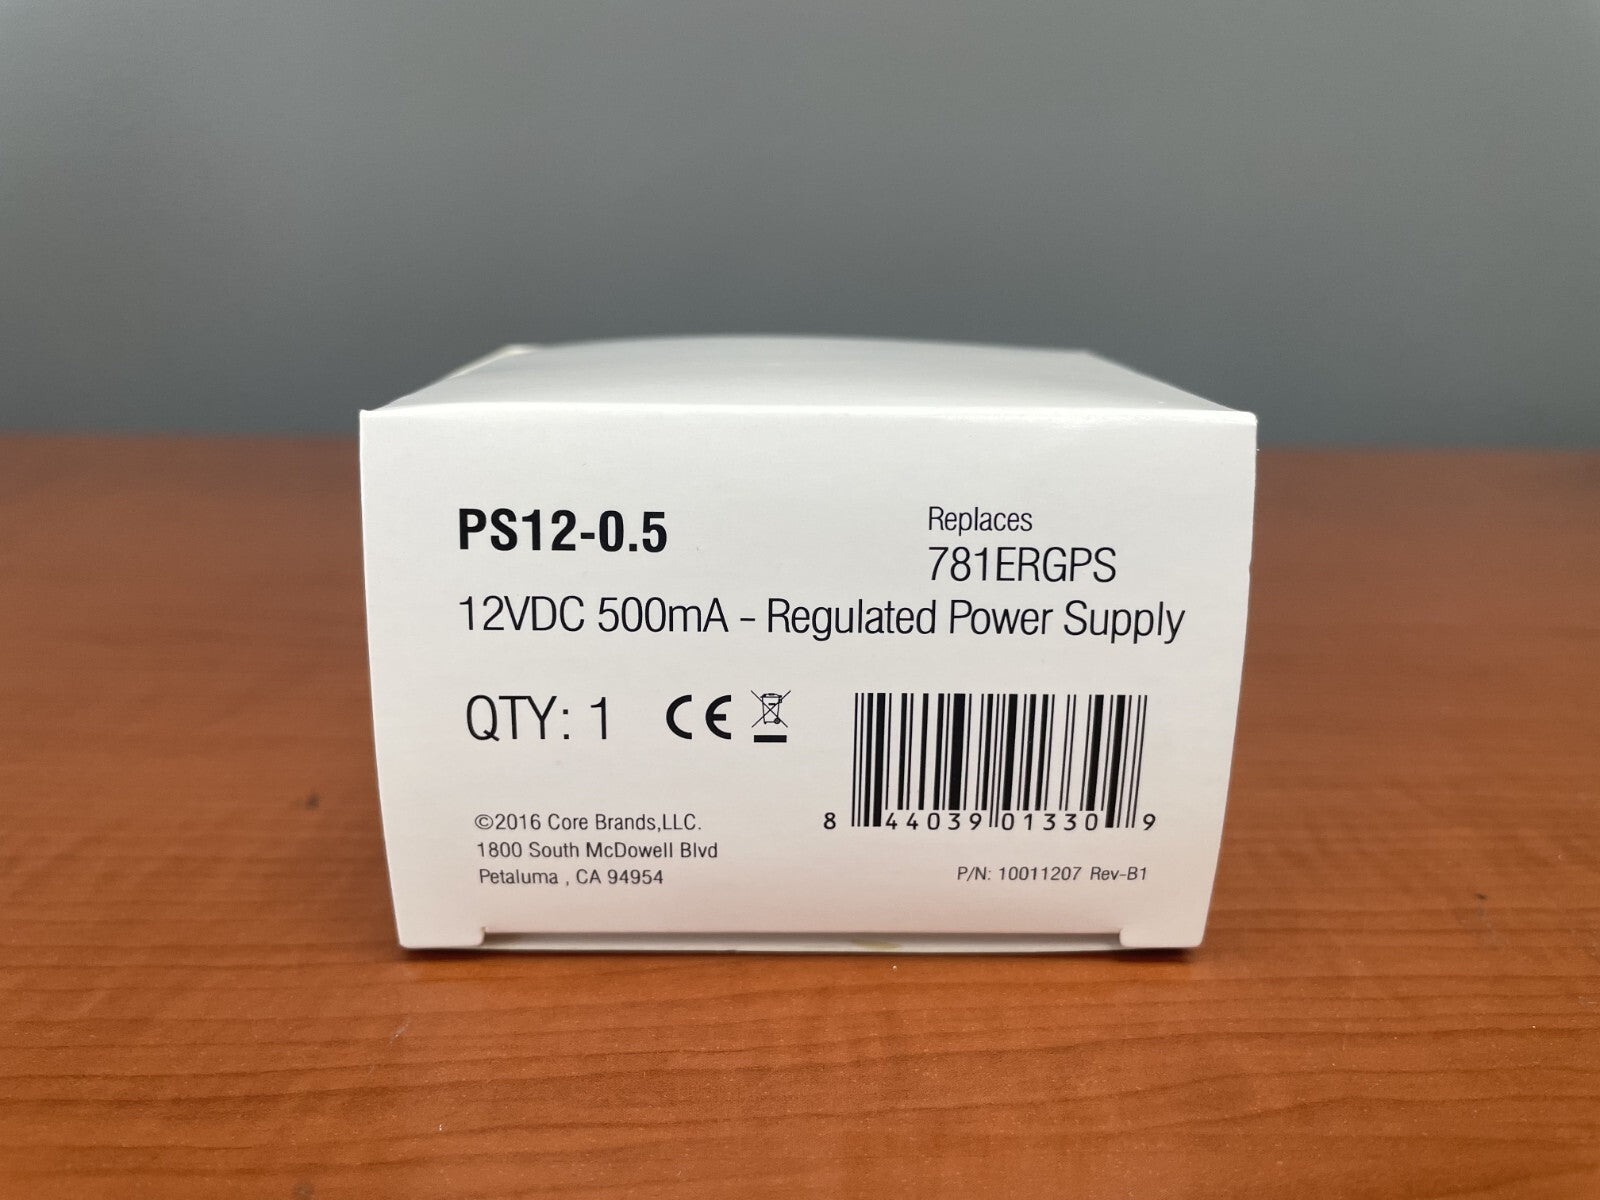 PS12-0.5
Replaces
781ERGPS
12VDC 500mA - Regulated Power Supply
QTY: 1 CE
8 44039 01330 9
©2016 Core Brands,LLC.
1800 South McDowell Blvd
Petaluma , CA 94954
P/N: 10011207 Rev-B1